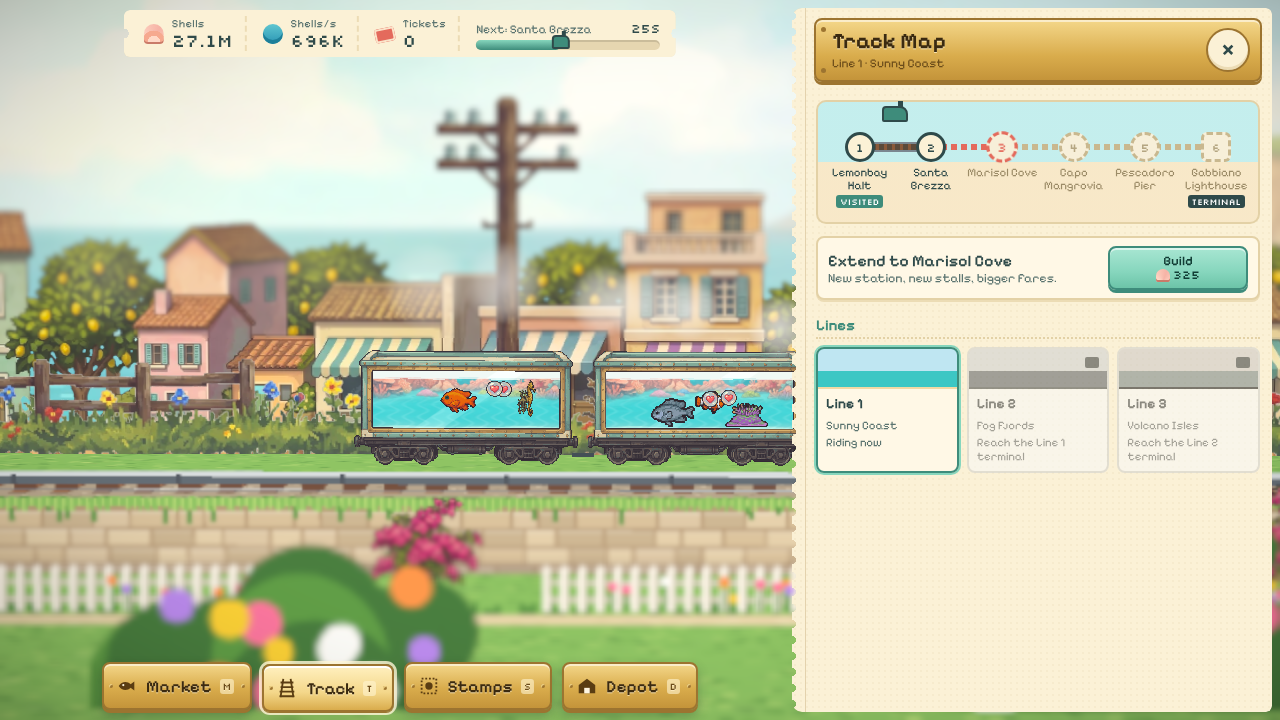 Shells
27.1M
Shells/s
696K
Tickets
0
Next: Santa Brezza
25S
Track Map
Line 1 · Sunny Coast
×
1
2
3
4
5
6
Lemonbay Halt
Santa Brezza
Marisol Cove
Capo Mangrovia
Pescadoro Pier
Gabbiano Lighthouse
VISITED
TERMINAL
Extend to Marisol Cove
New station, new stalls, bigger fares.
Build
325
Lines
Line 1
Sunny Coast
Riding now
Line 2
Fog Fjords
Reach the Line 1
terminal
Line 3
Volcano Isles
Reach the Line 2
terminal
Market M
Track T
Stamps S
Depot D